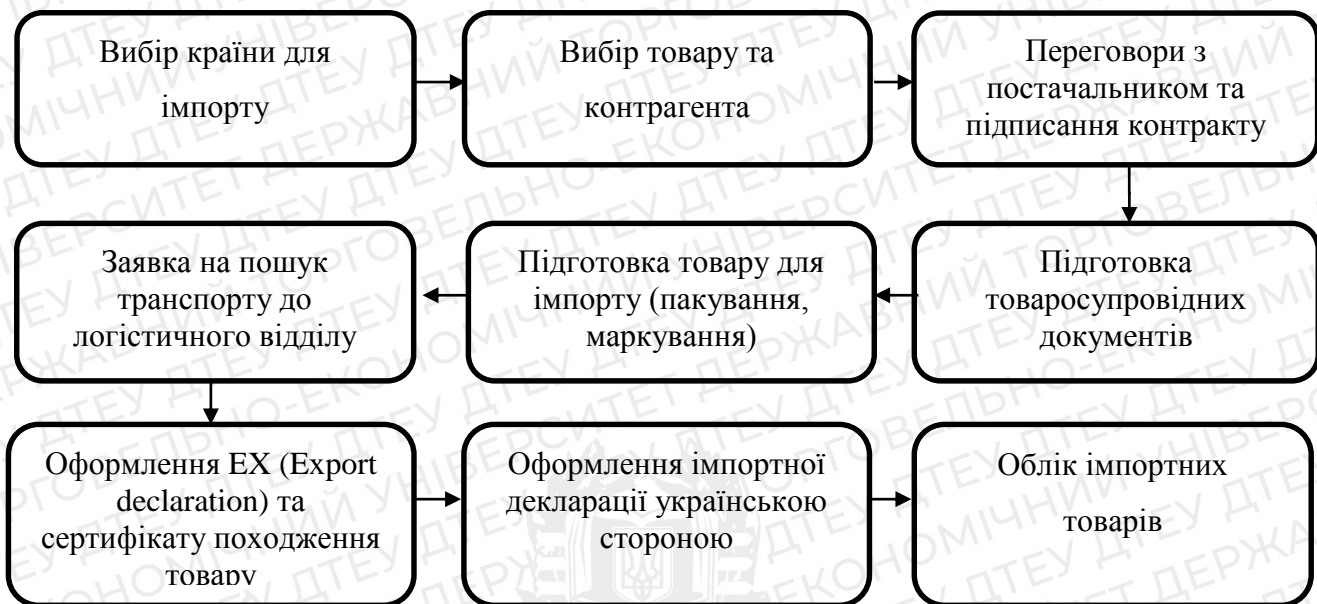 Вибір країни для
імпорту
Вибір товару та
контрагента
Переговори з
постачальником та
підписання контракту
Заявка на пошук
транспорту до
логістичного відділу
Підготовка товару для
імпорту (пакування,
маркування)
Підготовка
товаросупровідних
документів
Оформлення EX (Export
declaration) та
сертифікату походження
товару
Оформлення імпортної
декларації українською
стороною
Облік імпортних
товарів